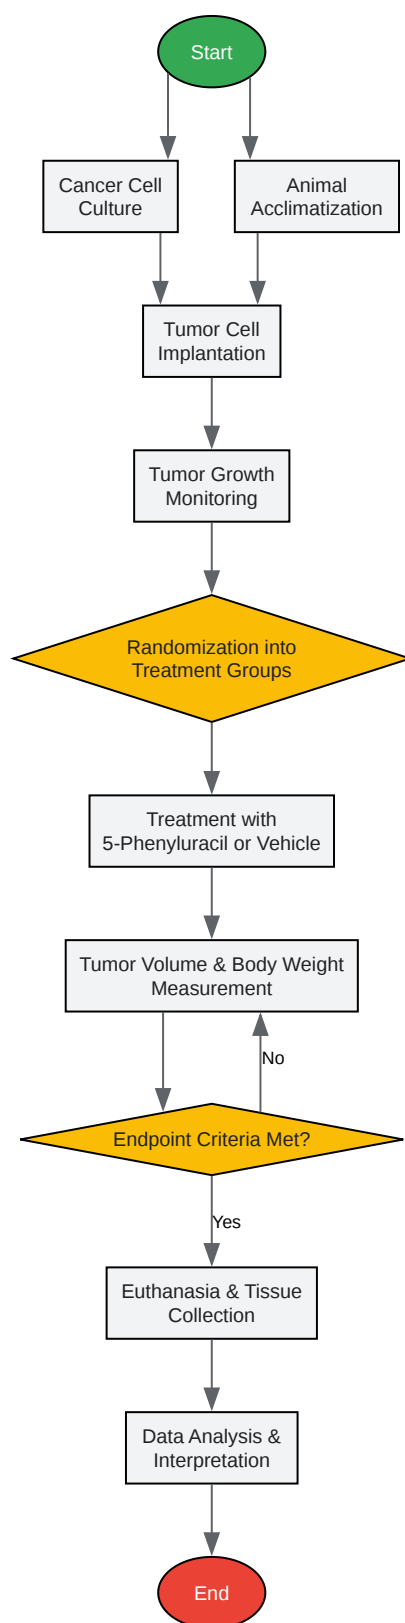 Start
Cancer Cell
Culture
Animal
Acclimatization
Tumor Cell
Implantation
Tumor Growth
Monitoring
Randomization into
Treatment Groups
Treatment with
5-Phenyluracil or Vehicle
Tumor Volume & Body Weight
Measurement
No
Endpoint Criteria Met?
Yes
Euthanasia & Tissue
Collection
Data Analysis &
Interpretation
End